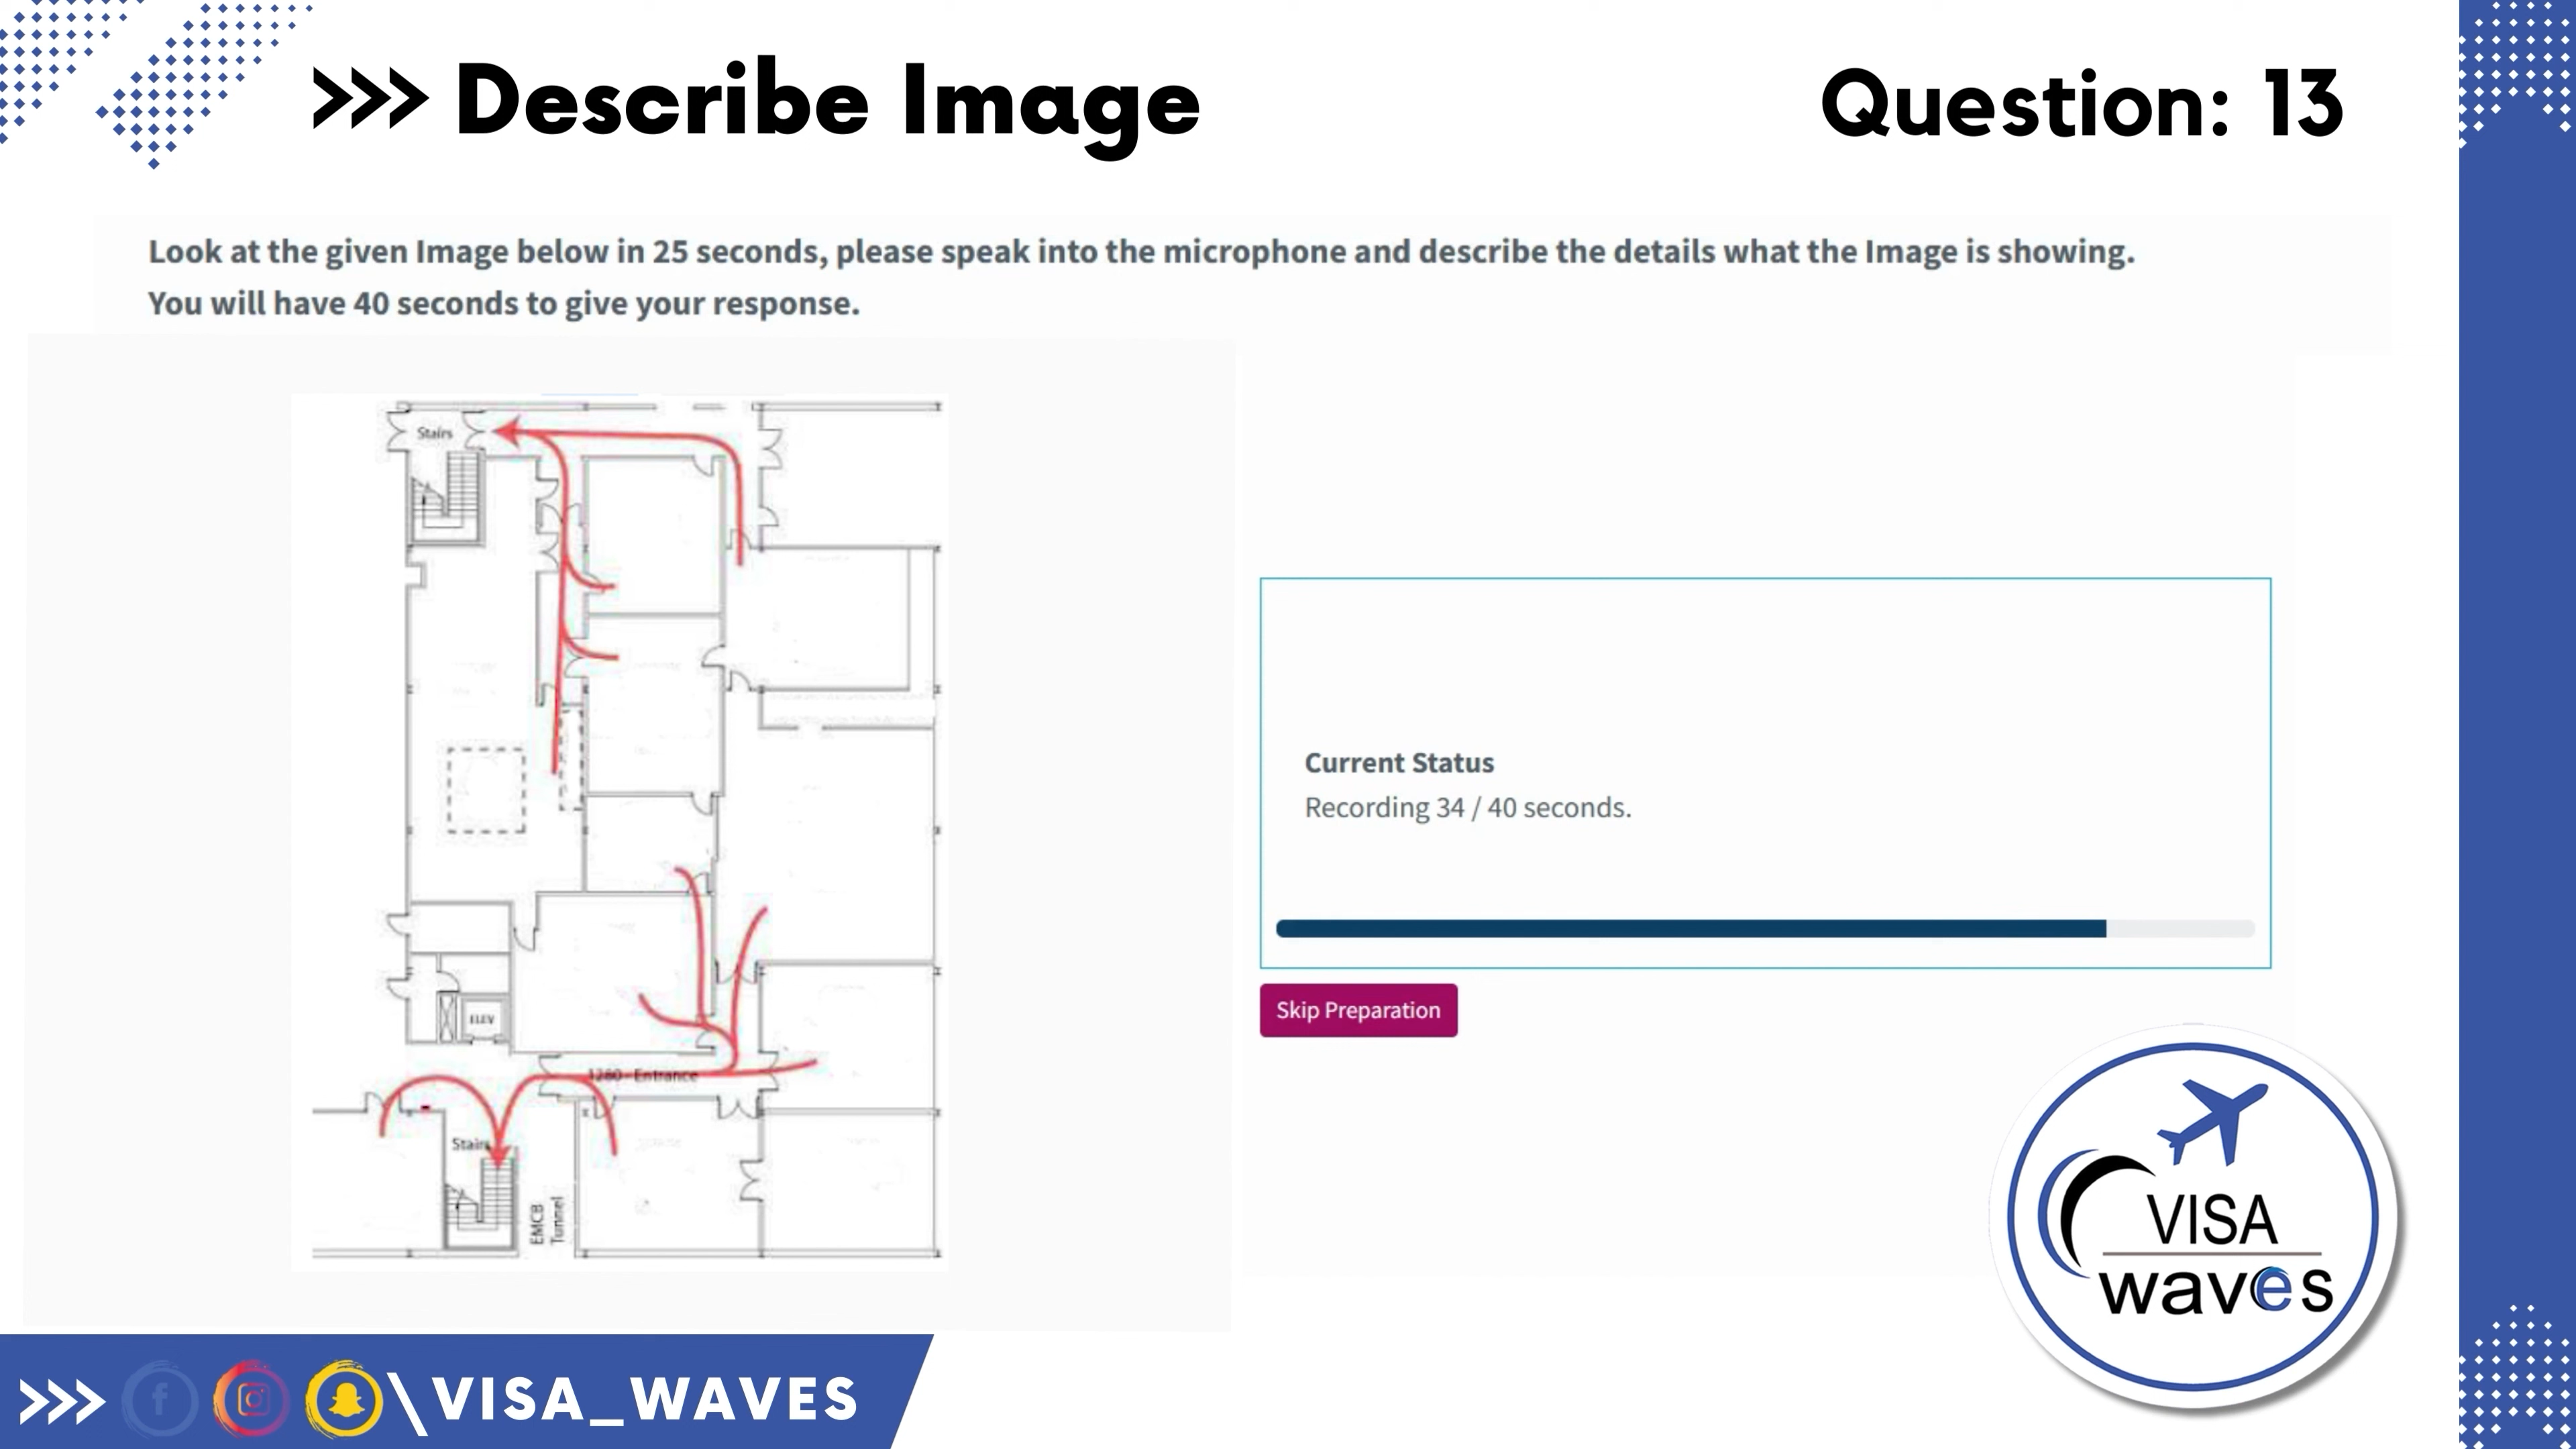 >>> Describe Image
Question: 13
Look at the given Image below in 25 seconds, please speak into the microphone and describe the details what the Image is showing.
You will have 40 seconds to give your response.
Stairs
ELEV
1280 - Entrance
Stairs
EMCB
Tunnel
Current Status
Recording 34 / 40 seconds.
Skip Preparation
VISA
waves
>>> \VISA_WAVES